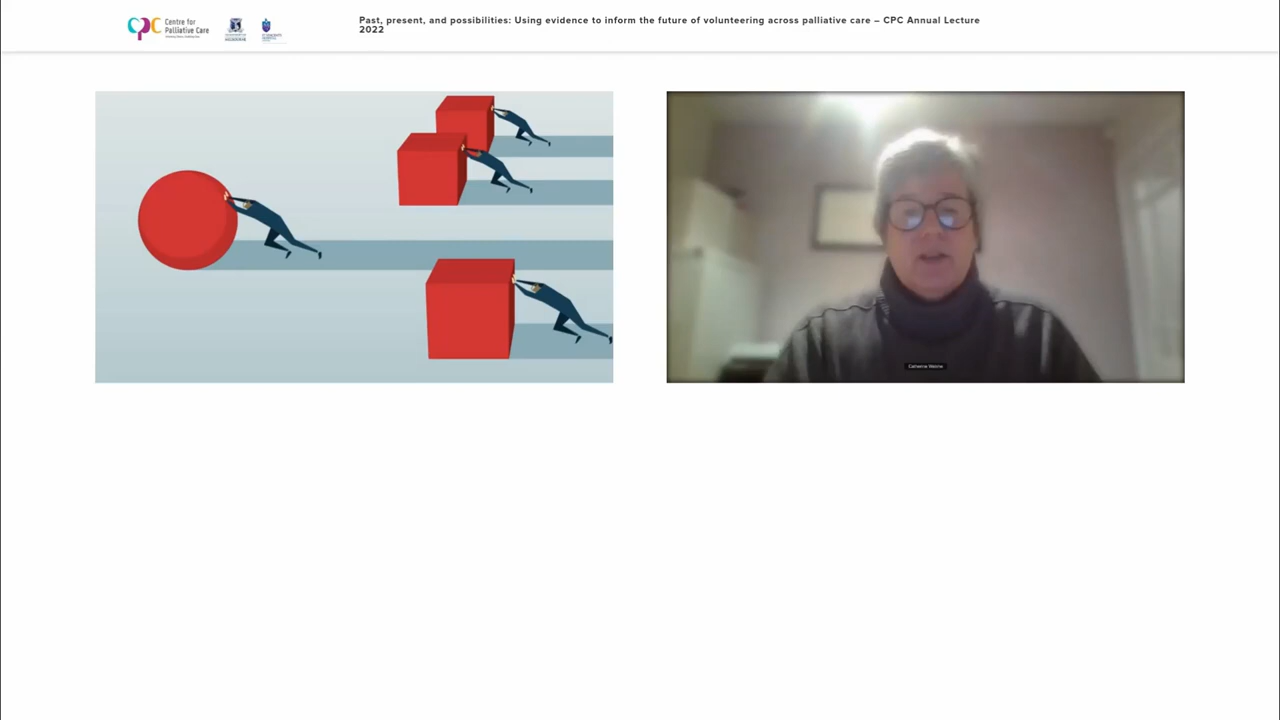 Centre for
Palliative Care
Past, present, and possibilities: Using evidence to inform the future of volunteering across palliative care – CPC Annual Lecture
2022